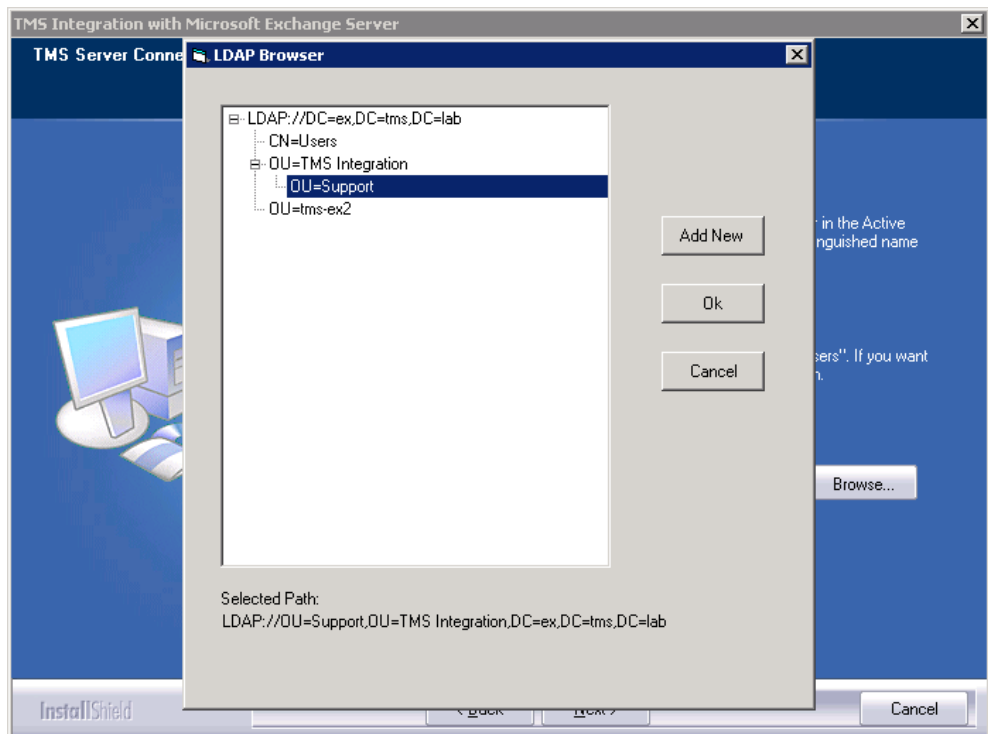 TMS Integration with Microsoft Exchange Server
TMS Server Conne
LDAP Browser
LDAP://DC=ex,DC=tms,DC=lab
CN=Users
OU=TMS Integration
OU=Support
OU=tms-ex2
Add New
Ok
Cancel
in the Active
nguished name
sers". If you want
n.
Browse...
Selected Path:
LDAP://OU=Support,OU=TMS Integration,DC=ex,DC=tms,DC=lab
InstallShield
< Back
Next >
Cancel